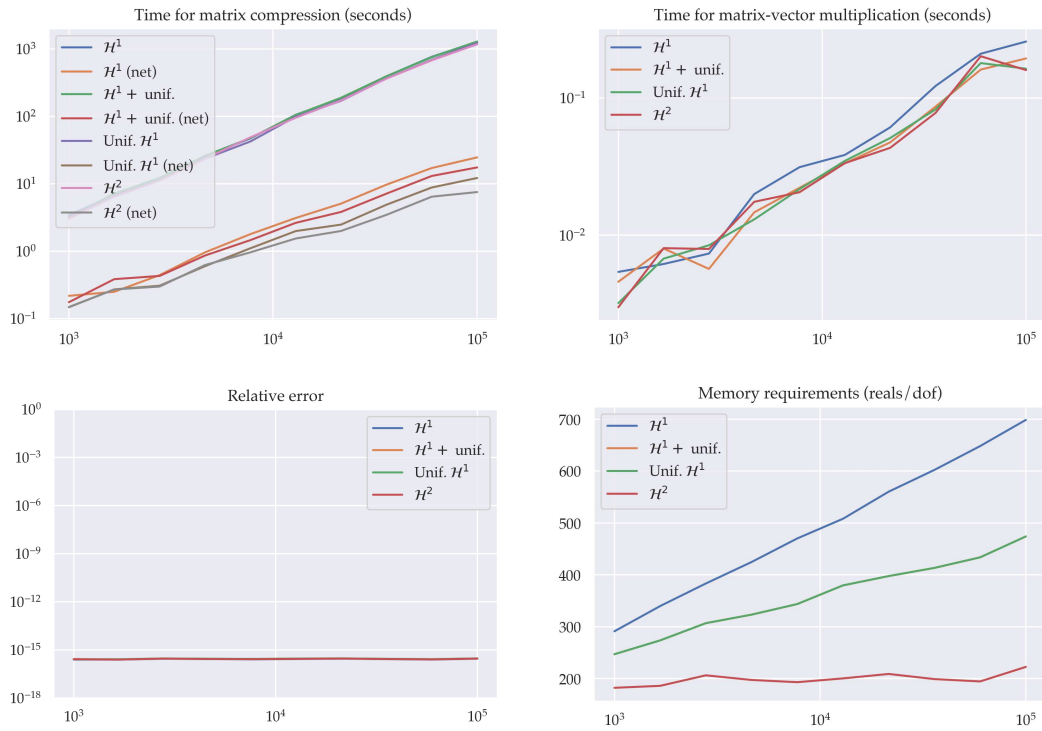 Time for matrix compression (seconds)
10³
10²
10¹
10⁰
10⁻¹
ℋ¹
ℋ¹ (net)
ℋ¹ + unif.
ℋ¹ + unif. (net)
Unif. ℋ¹
Unif. ℋ¹ (net)
ℋ²
ℋ² (net)
10³ 10⁴ 10⁵
Time for matrix-vector multiplication (seconds)
10⁻¹
10⁻²
ℋ¹
ℋ¹ + unif.
Unif. ℋ¹
ℋ²
10³ 10⁴ 10⁵
Relative error
10⁰
10⁻³
10⁻⁶
10⁻⁹
10⁻¹²
10⁻¹⁵
10⁻¹⁸
ℋ¹
ℋ¹ + unif.
Unif. ℋ¹
ℋ²
10³ 10⁴ 10⁵
Memory requirements (reals/dof)
700
600
500
400
300
200
ℋ¹
ℋ¹ + unif.
Unif. ℋ¹
ℋ²
10³ 10⁴ 10⁵